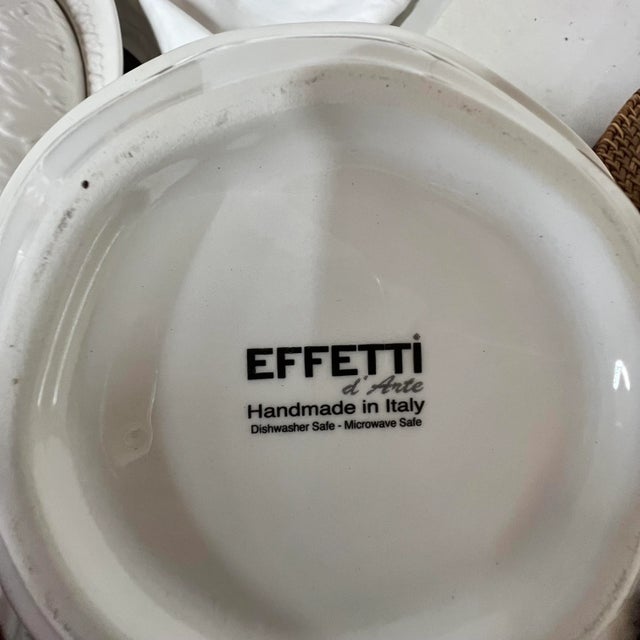 EFFETTi
d'Arte
Handmade in Italy
Dishwasher Safe - Microwave Safe